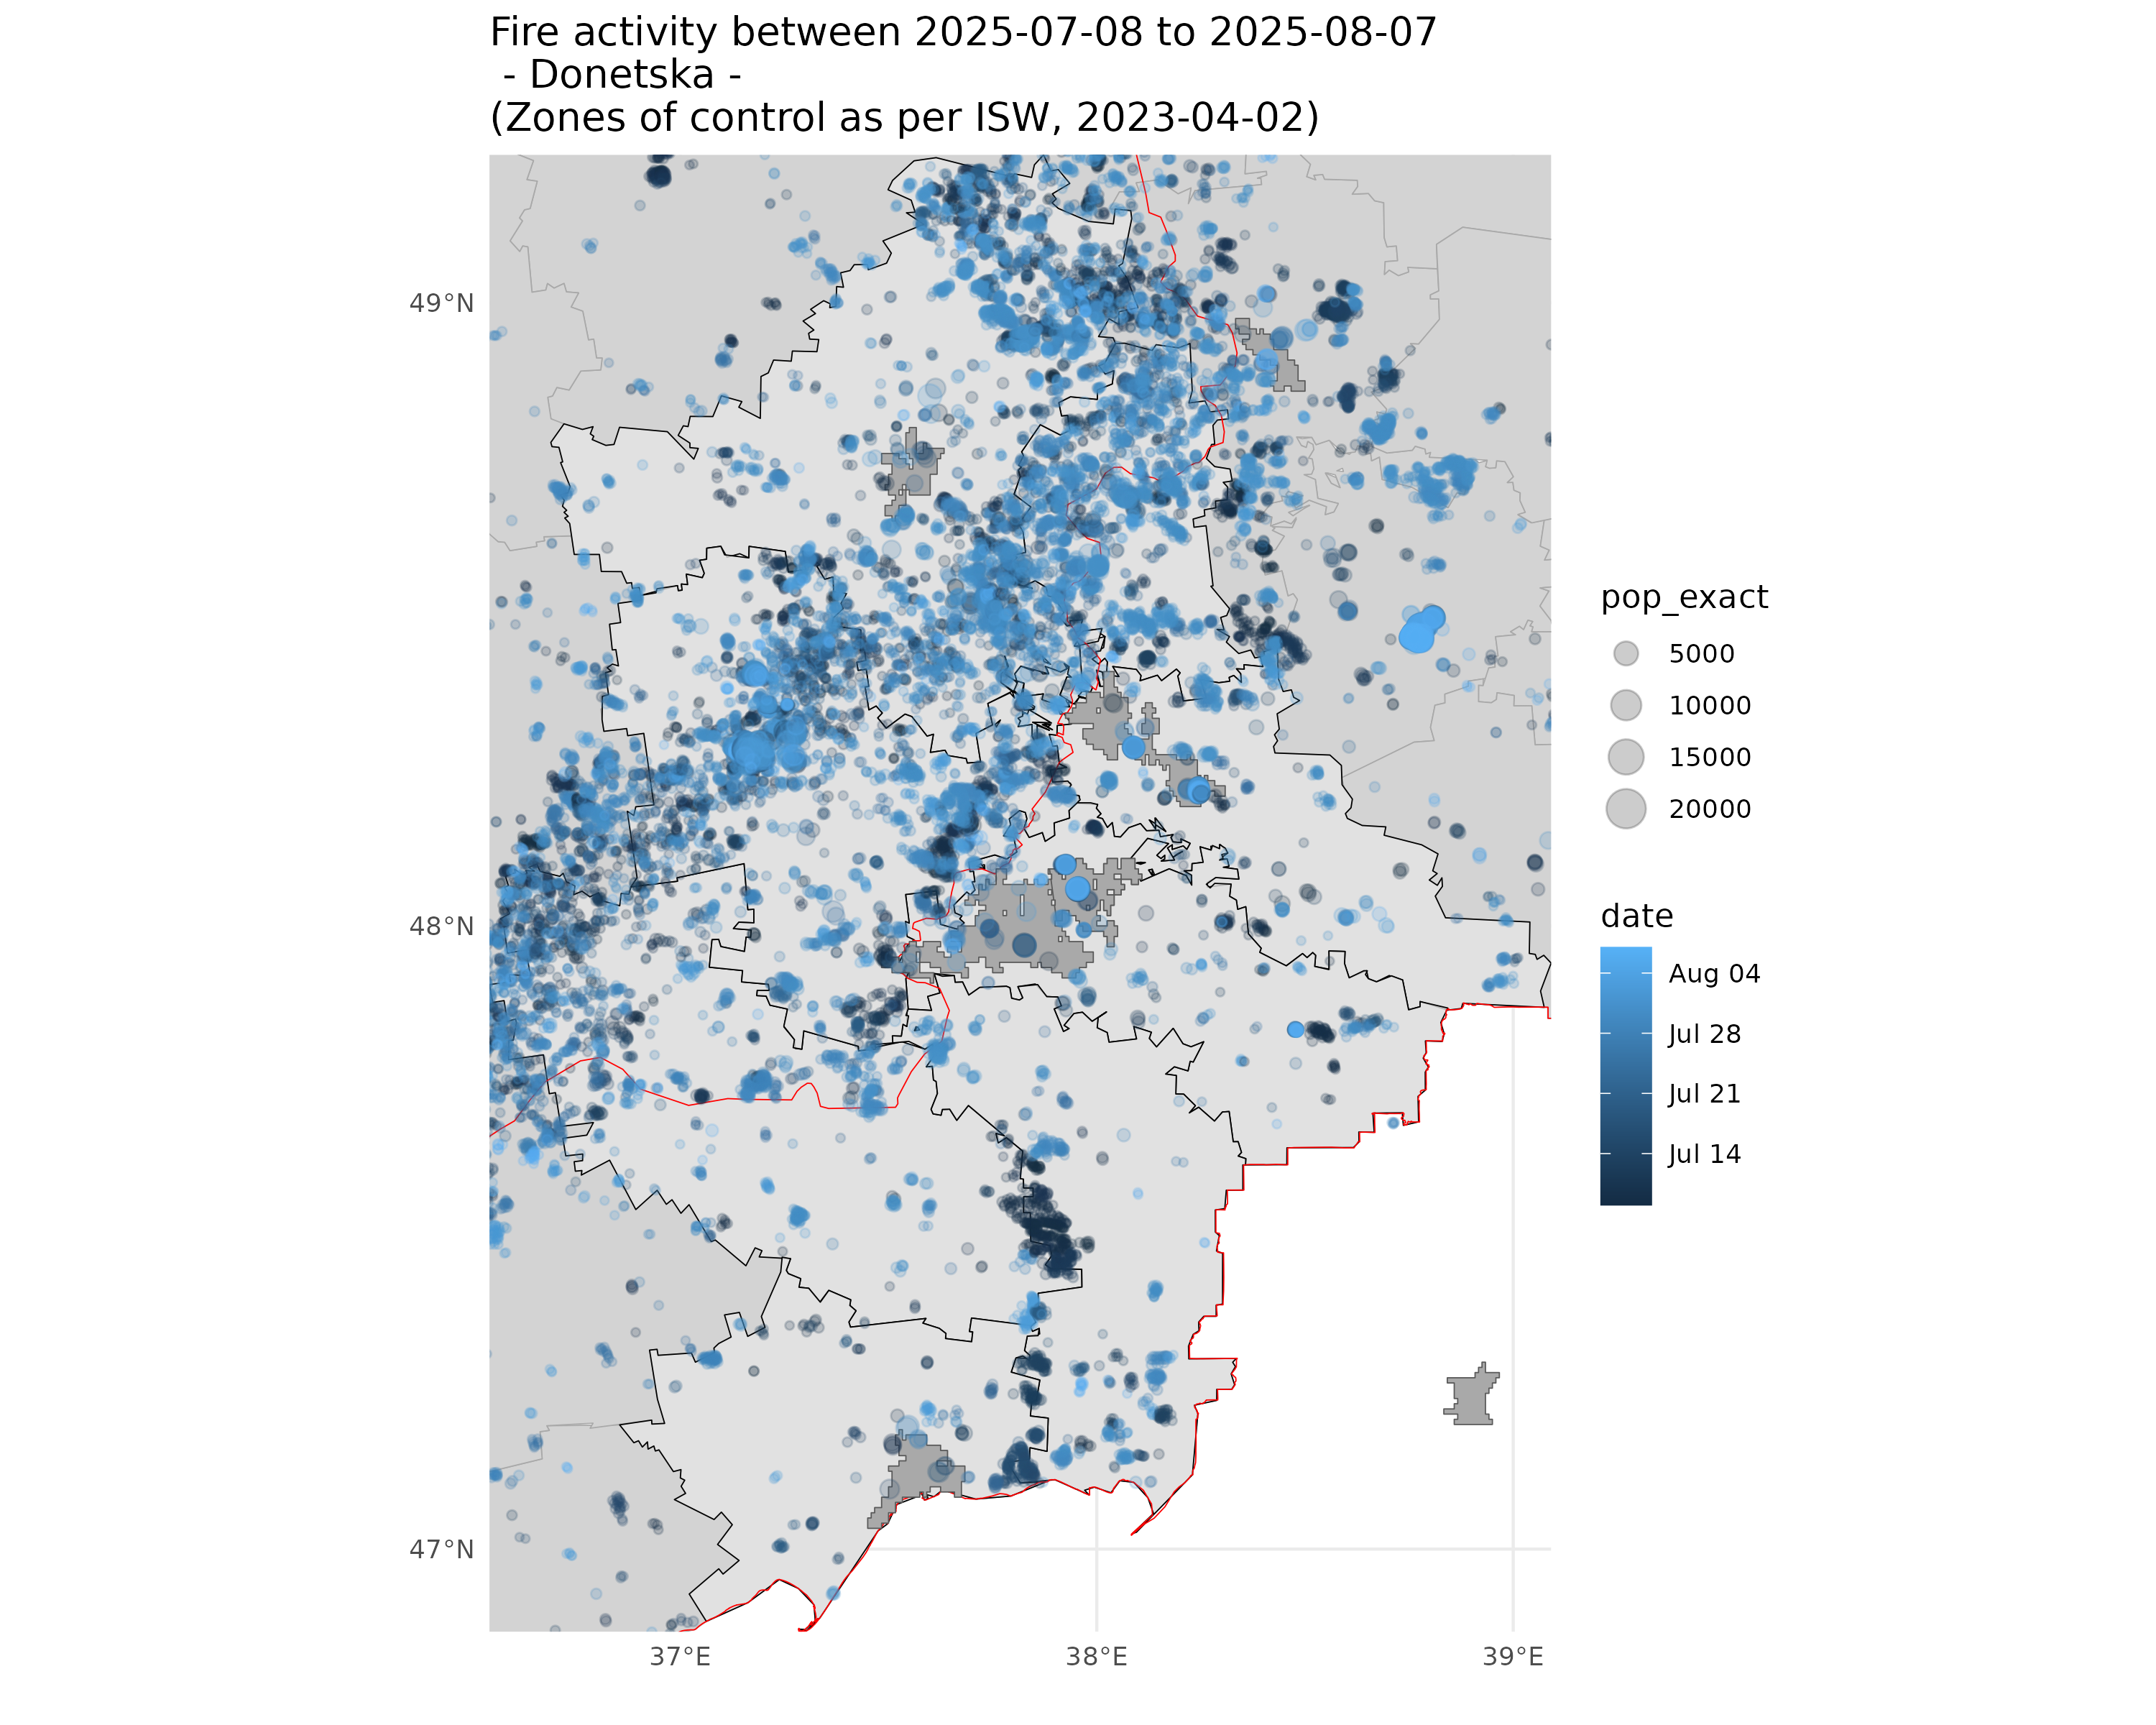 Fire activity between 2025-07-08 to 2025-08-07
- Donetska -
(Zones of control as per ISW, 2023-04-02)
49°N
48°N
47°N
37°E
38°E
39°E
pop_exact
5000
10000
15000
20000
date
Aug 04
Jul 28
Jul 21
Jul 14